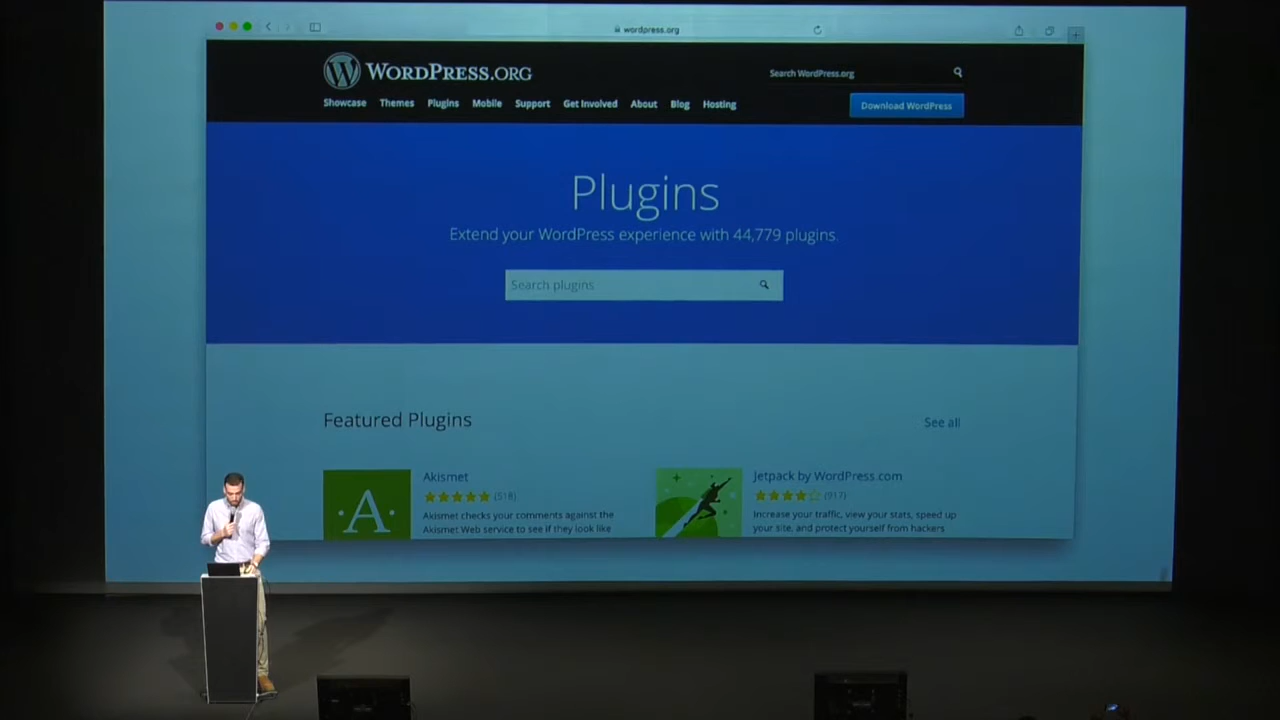 wordpress.org
WORDPRESS.ORG
Search WordPress.org
Showcase Themes Plugins Mobile Support Get Involved About Blog Hosting
Download WordPress
Plugins
Extend your WordPress experience with 44,779 plugins.
Search plugins
Featured Plugins
See all
A
Akismet
(518)
Akismet checks your comments against the
Akismet Web service to see if they look like
Jetpack by WordPress.com
(917)
Increase your traffic, view your stats, speed up
your site, and protect yourself from hackers